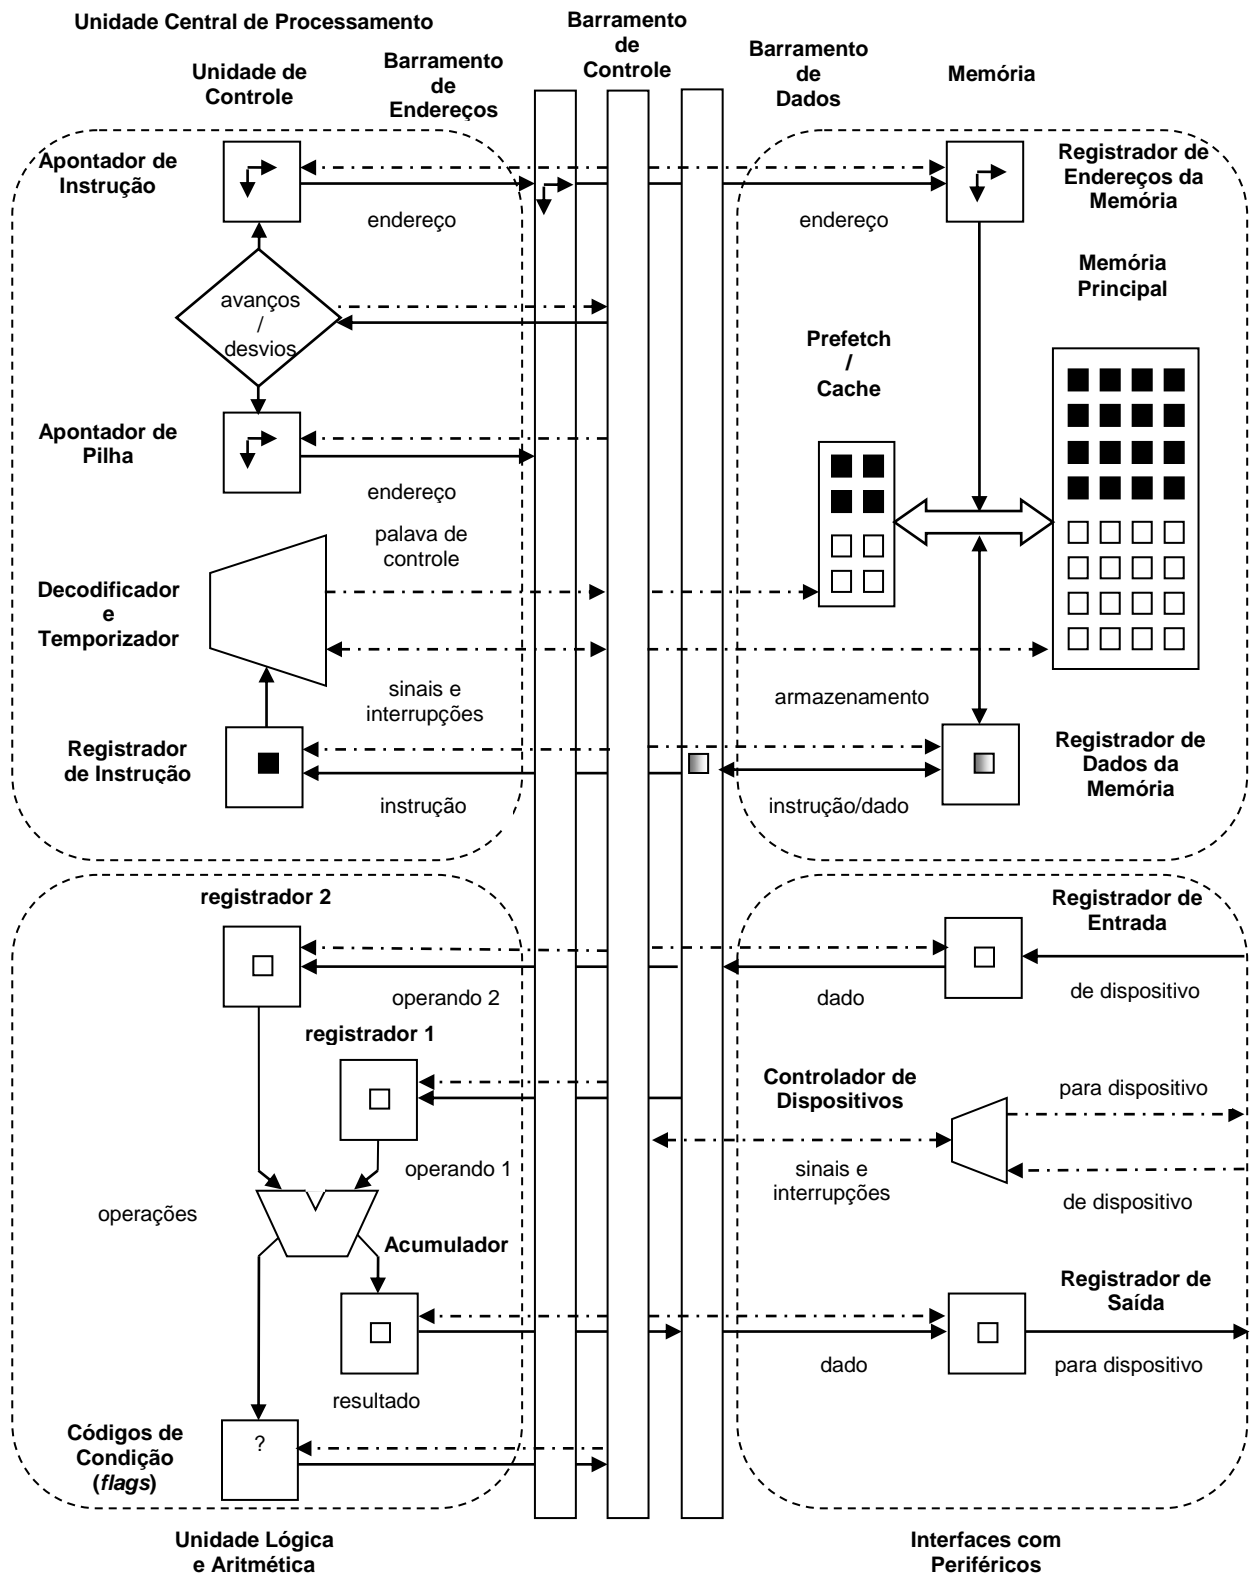 Unidade Central de Processamento
Barramento
de
Controle
Unidade de
Controle
Barramento
de
Endereços
Barramento
de
Dados
Memória
Apontador de
Instrução
endereço
endereço
Registrador de
Endereços da
Memória
avanços
/
desvios
Memória
Principal
Prefetch
/
Cache
Apontador de
Pilha
endereço
palava de
controle
Decodificador
e
Temporizador
sinais e
interrupções
armazenamento
Registrador
de Instrução
instrução
instrução/dado
Registrador de
Dados da
Memória
registrador 2
operando 2
dado
Registrador de
Entrada
de dispositivo
registrador 1
operando 1
Controlador de
Dispositivos
para dispositivo
sinais e
interrupções
de dispositivo
operações
Acumulador
resultado
dado
Registrador de
Saída
para dispositivo
Códigos de
Condição
(flags)
?
Unidade Lógica
e Aritmética
Interfaces com
Periféricos